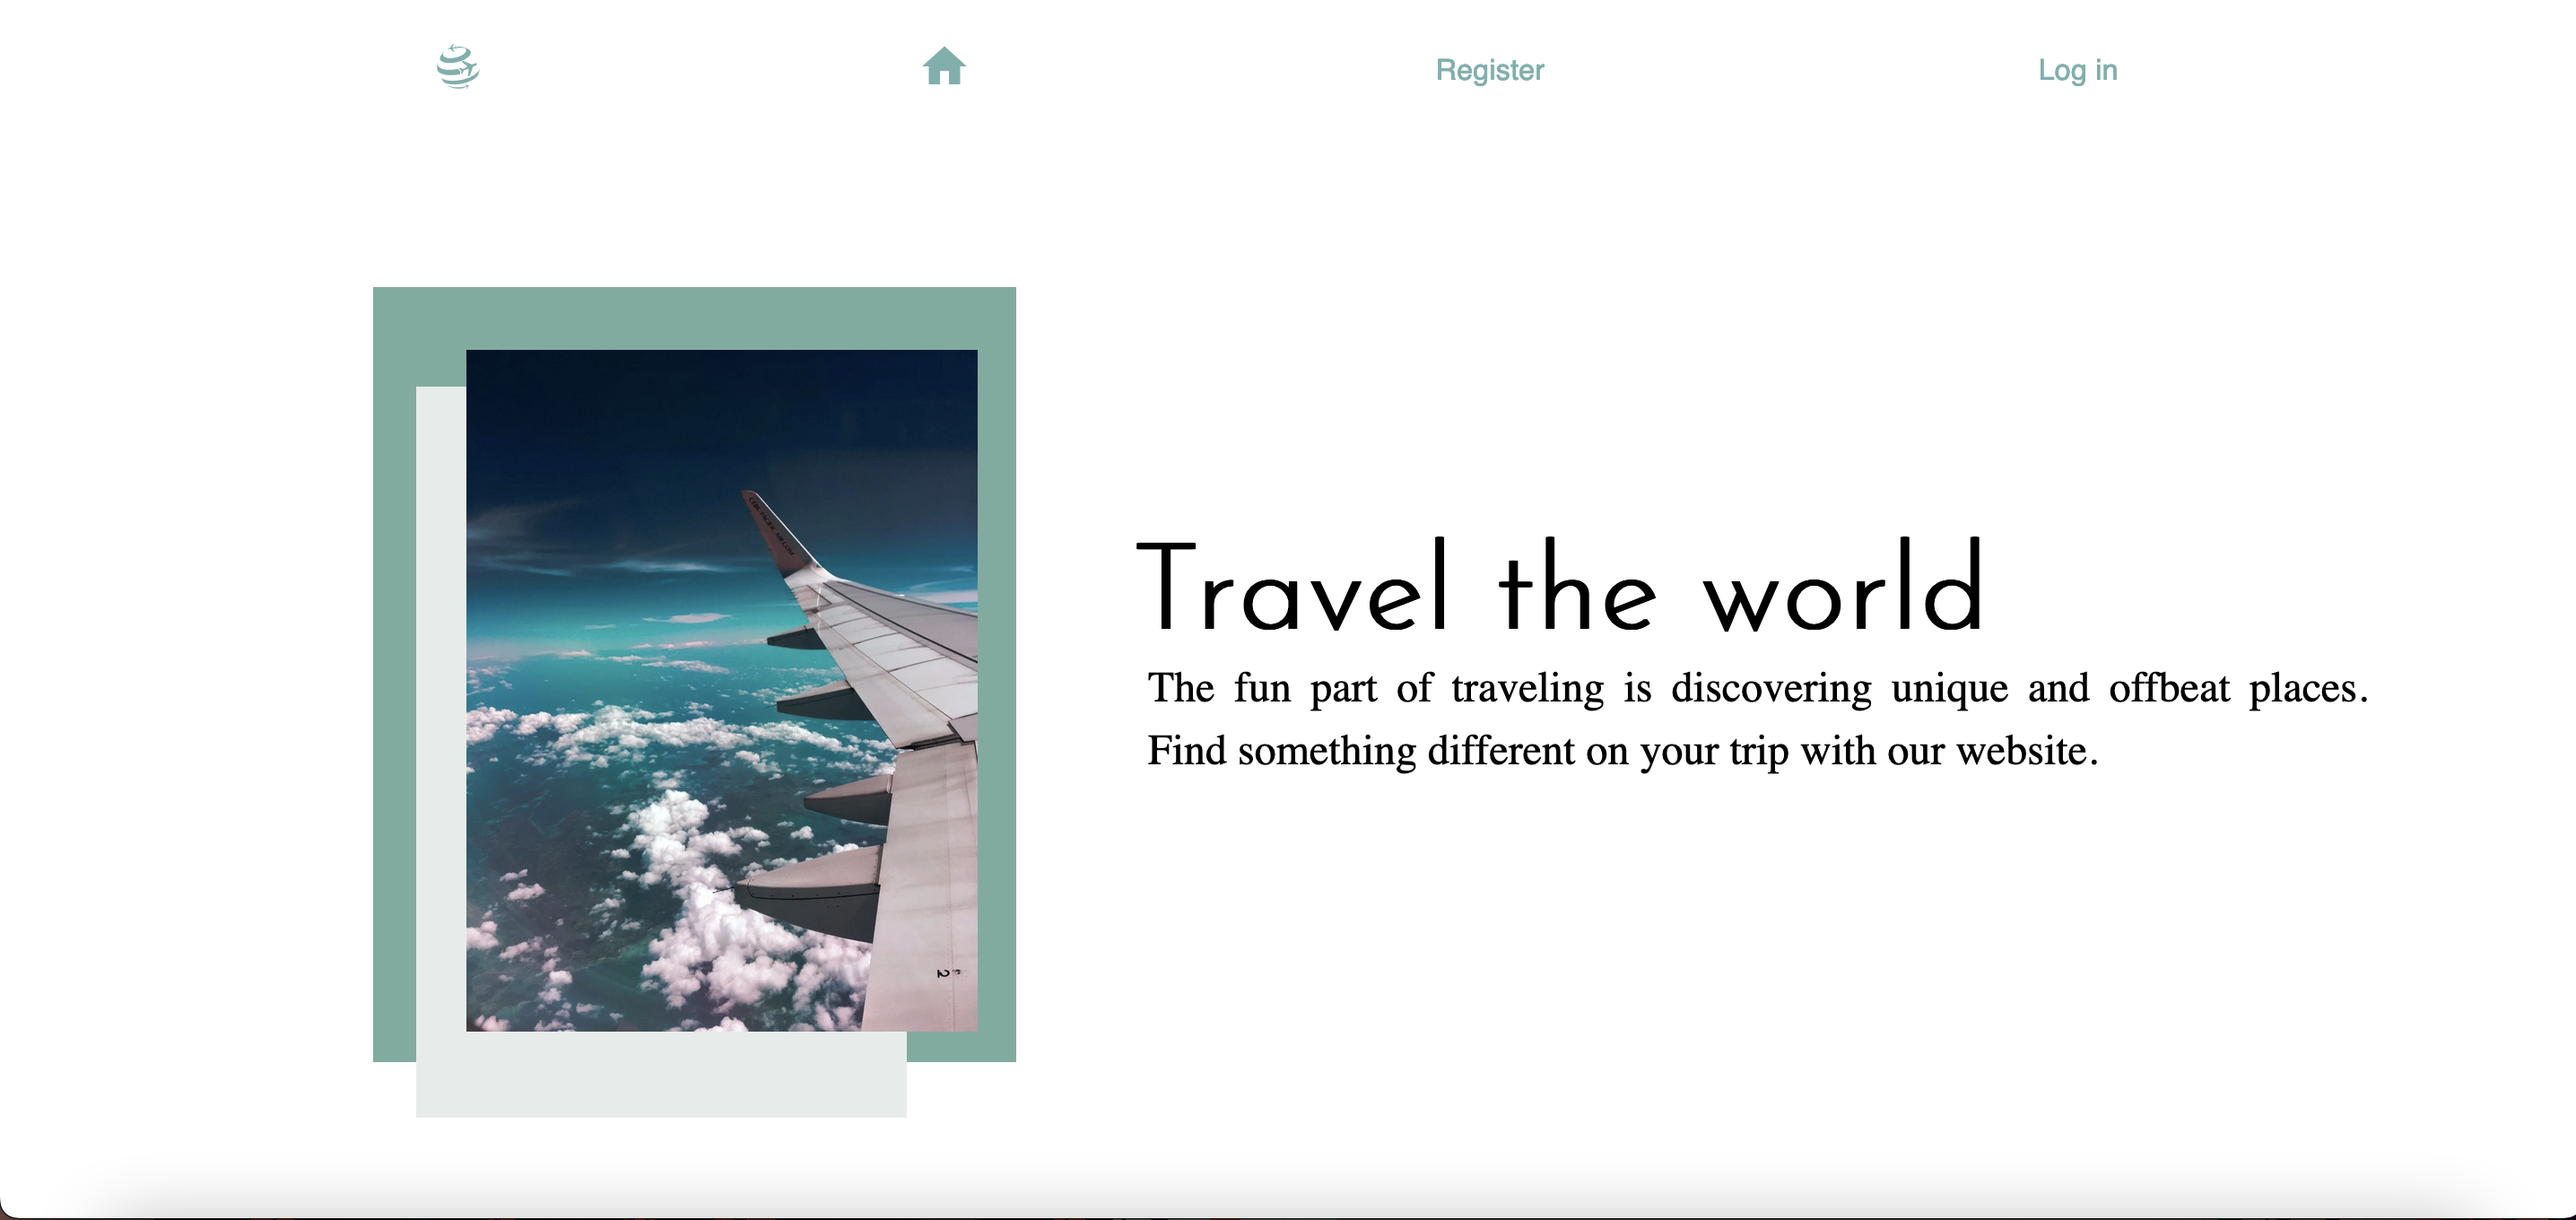 Register
Log in
Travel the world
The fun part of traveling is discovering unique and offbeat places.
Find something different on your trip with our website.
2